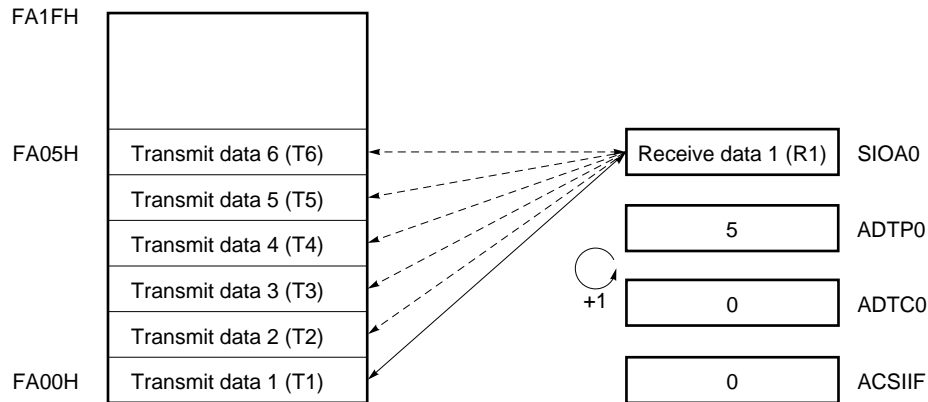 FA1FH
FA05H Transmit data 6 (T6) Receive data 1 (R1) SIOA0
Transmit data 5 (T5)
5 ADTP0
Transmit data 4 (T4)
Transmit data 3 (T3)
+1
0 ADTC0
Transmit data 2 (T2)
FA00H Transmit data 1 (T1) 0 ACSIIF